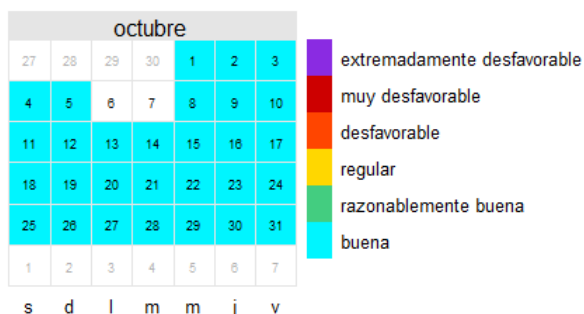 octubre
27 28 29 30 1 2 3
4 5 6 7 8 9 10
11 12 13 14 15 16 17
18 19 20 21 22 23 24
25 26 27 28 29 30 31
1 2 3 4 5 6 7
s d l m m j v
extremadamente desfavorable
muy desfavorable
desfavorable
regular
razonablemente buena
buena